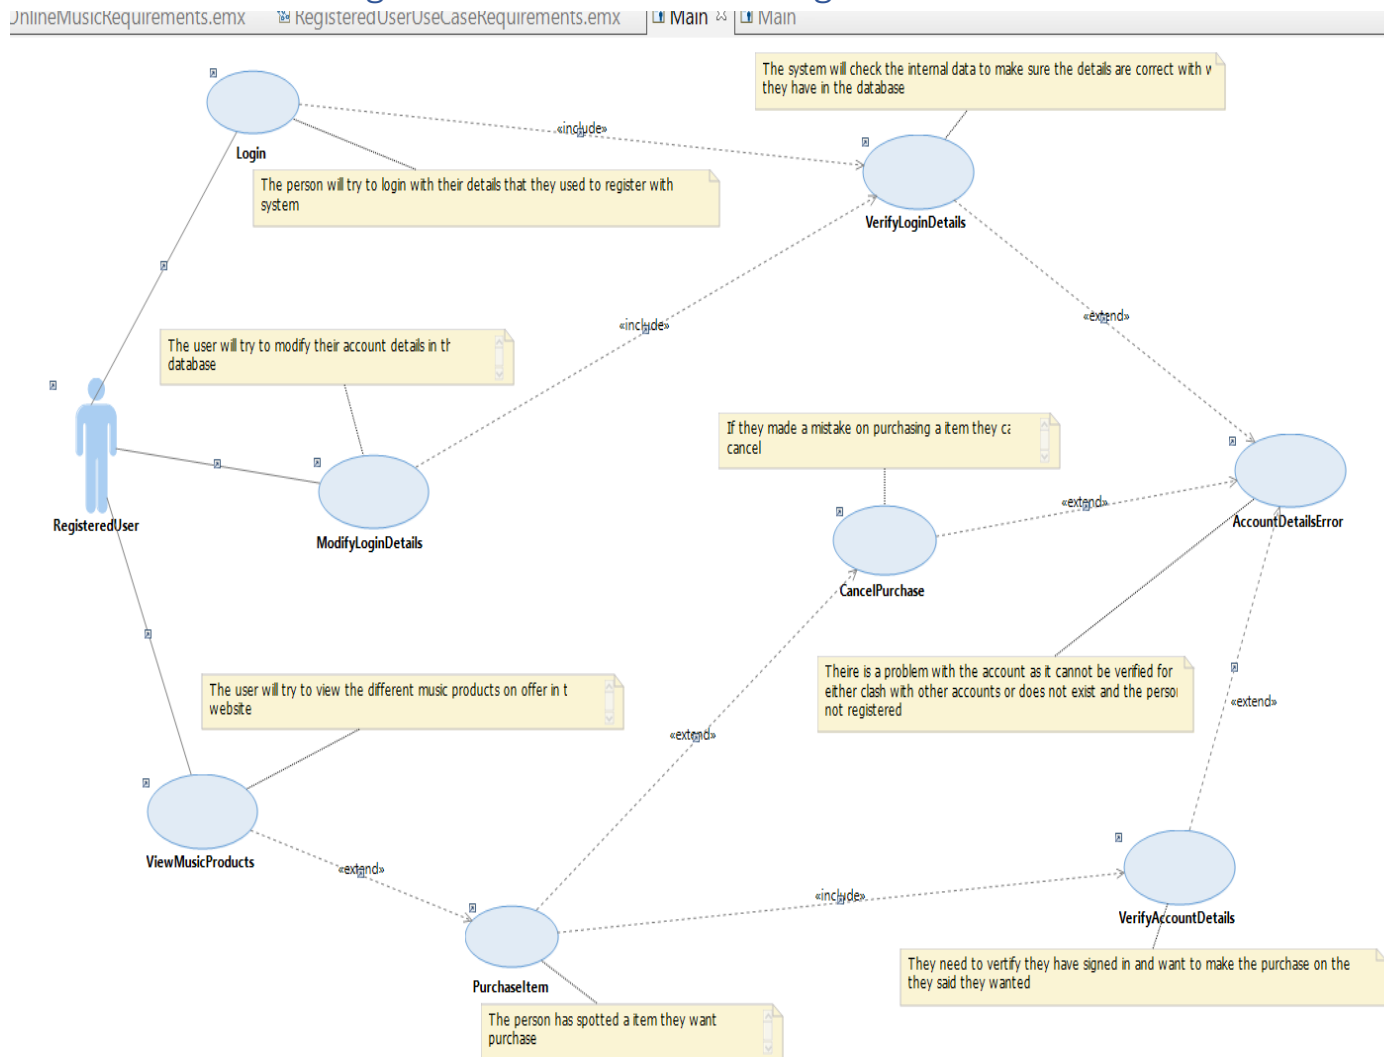 OnlineMusicRequirements.emx RegisteredUserUseCaseRequirements.emx Main Main
The system will check the internal data to make sure the details are correct with
they have in the database
«include»
Login
The person will try to login with their details that they used to register with
system
VerifyLoginDetails
«extend»
«include»
The user will try to modify their account details in
database
If they made a mistake on purchasing a item they
cancel
«extend»
RegisteredUser
ModifyLoginDetails
AccountDetailsError
CancelPurchase
Theire is a problem with the account as it cannot be verified for
either clash with other accounts or does not exist and the person
not registered
The user will try to view the different music products on offer in
website
«extend»
«extend»
ViewMusicProducts
«extend»
«include»
VerifyAccountDetails
They need to vertify they have signed in and want to make the purchase on the
they said they wanted
PurchaseItem
The person has spotted a item they want
purchase